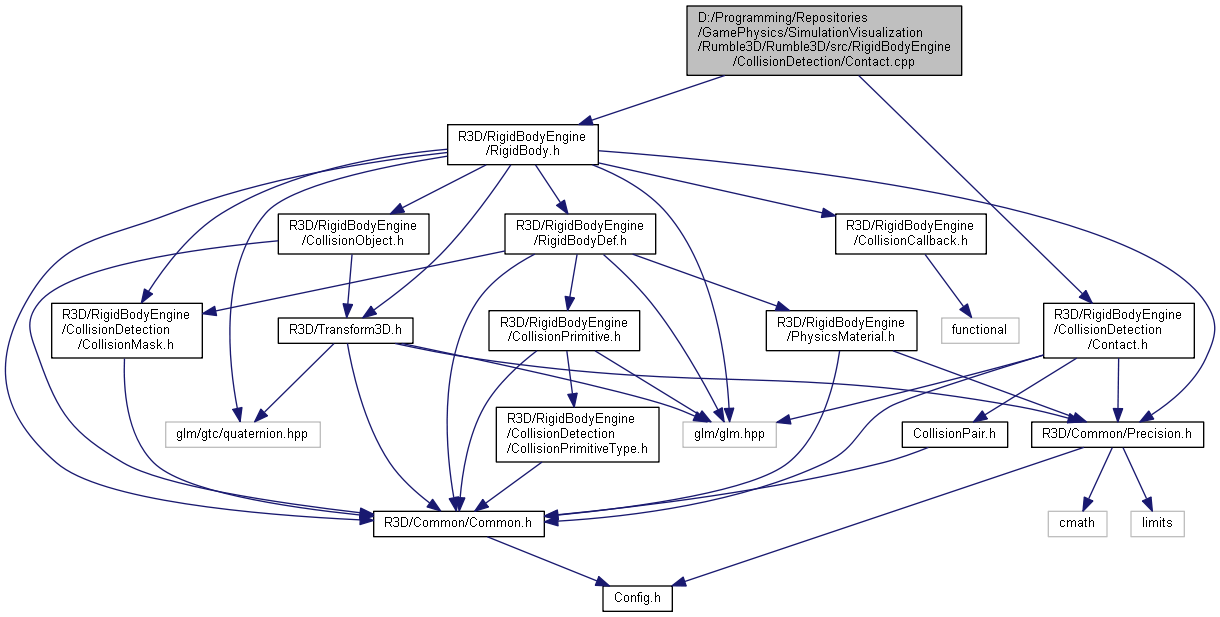 D:/Programming/Repositories
/GamePhysics/SimulationVisualization
/Rumble3D/Rumble3D/src/RigidBodyEngine
/CollisionDetection/Contact.cpp
R3D/RigidBodyEngine
/RigidBody.h
R3D/RigidBodyEngine
/CollisionObject.h
R3D/RigidBodyEngine
/RigidBodyDef.h
R3D/RigidBodyEngine
/CollisionCallback.h
R3D/RigidBodyEngine
/CollisionDetection
/CollisionMask.h
R3D/Transform3D.h
R3D/RigidBodyEngine
/CollisionPrimitive.h
R3D/RigidBodyEngine
/PhysicsMaterial.h
functional
R3D/RigidBodyEngine
/CollisionDetection
/Contact.h
glm/gtc/quaternion.hpp
R3D/RigidBodyEngine
/CollisionDetection
/CollisionPrimitiveType.h
glm/glm.hpp
CollisionPair.h
R3D/Common/Precision.h
R3D/Common/Common.h
cmath
limits
Config.h